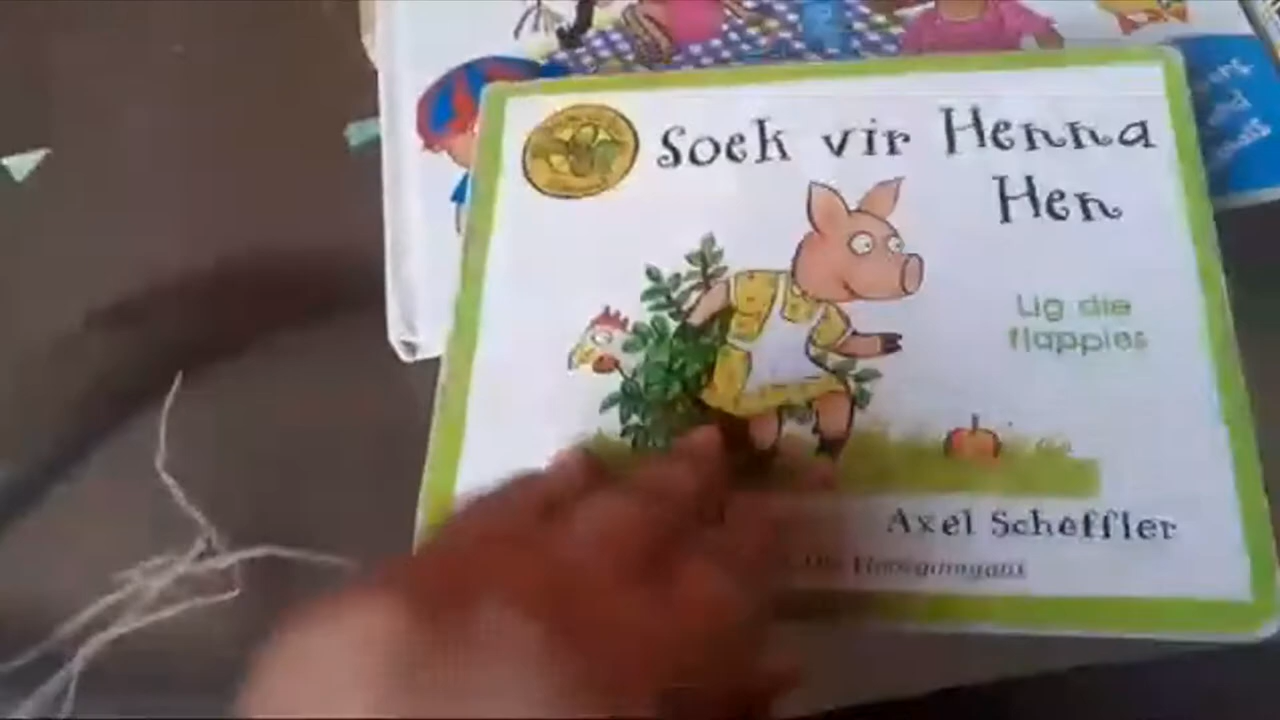 Soek vir Henna
Hen
Lig die
flappies
Axel Scheffler